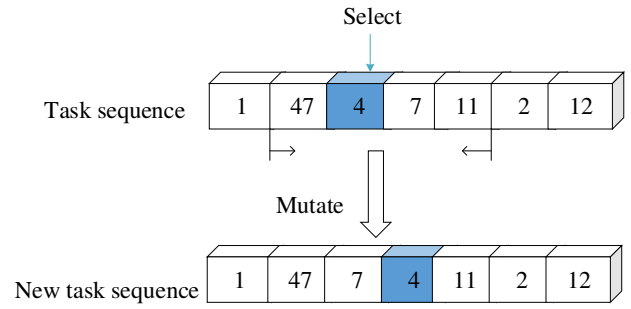 Select
Task sequence 1 47 4 7 11 2 12
Mutate
New task sequence 1 47 7 4 11 2 12